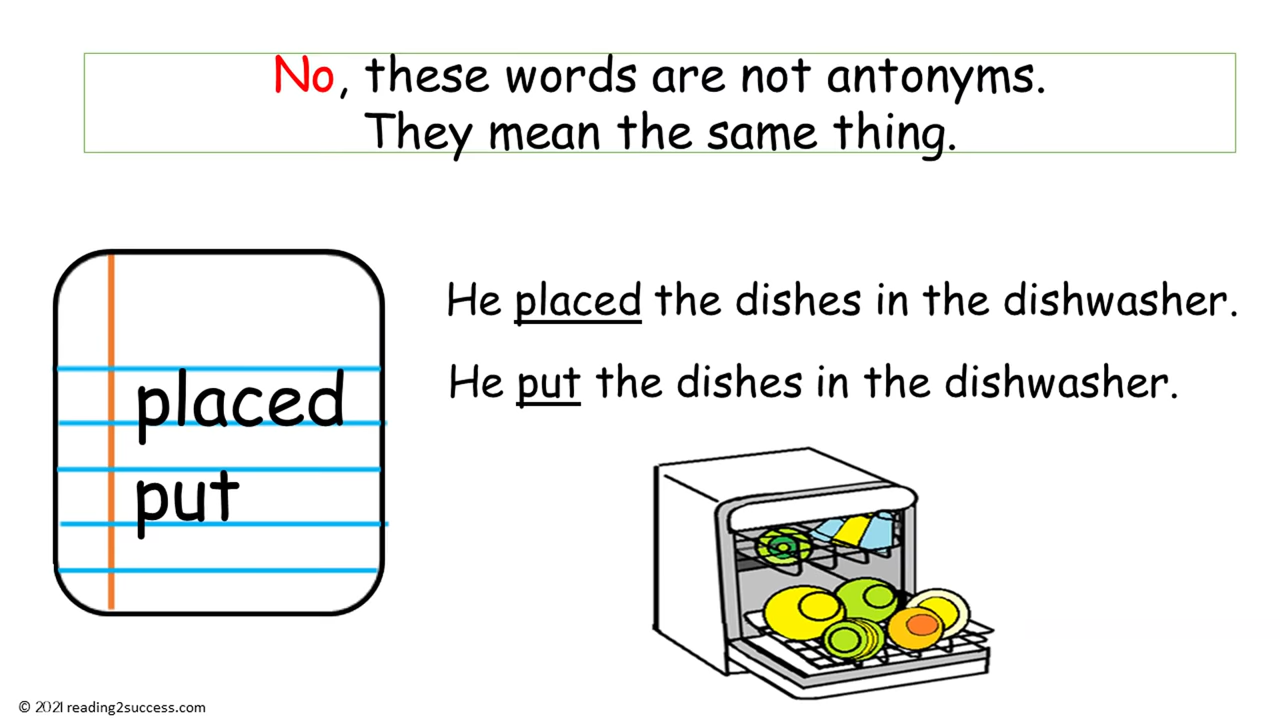 No, these words are not antonyms.
They mean the same thing.
He placed the dishes in the dishwasher.
He put the dishes in the dishwasher.
placed
put
© 2021 reading2success.com